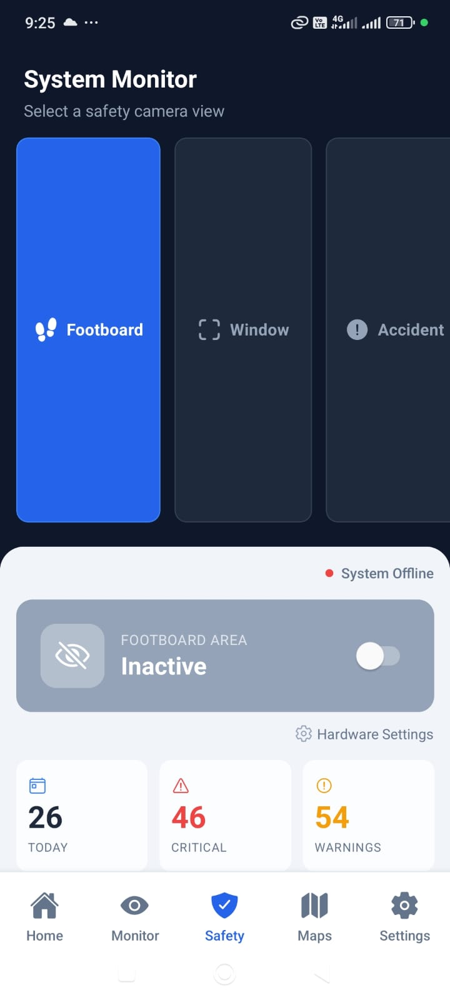 9:25
Vo LTE 4G 71
System Monitor
Select a safety camera view
Footboard Window Accident
System Offline
FOOTBOARD AREA
Inactive
Hardware Settings
26 46 54
TODAY CRITICAL WARNINGS
Home Monitor Safety Maps Settings